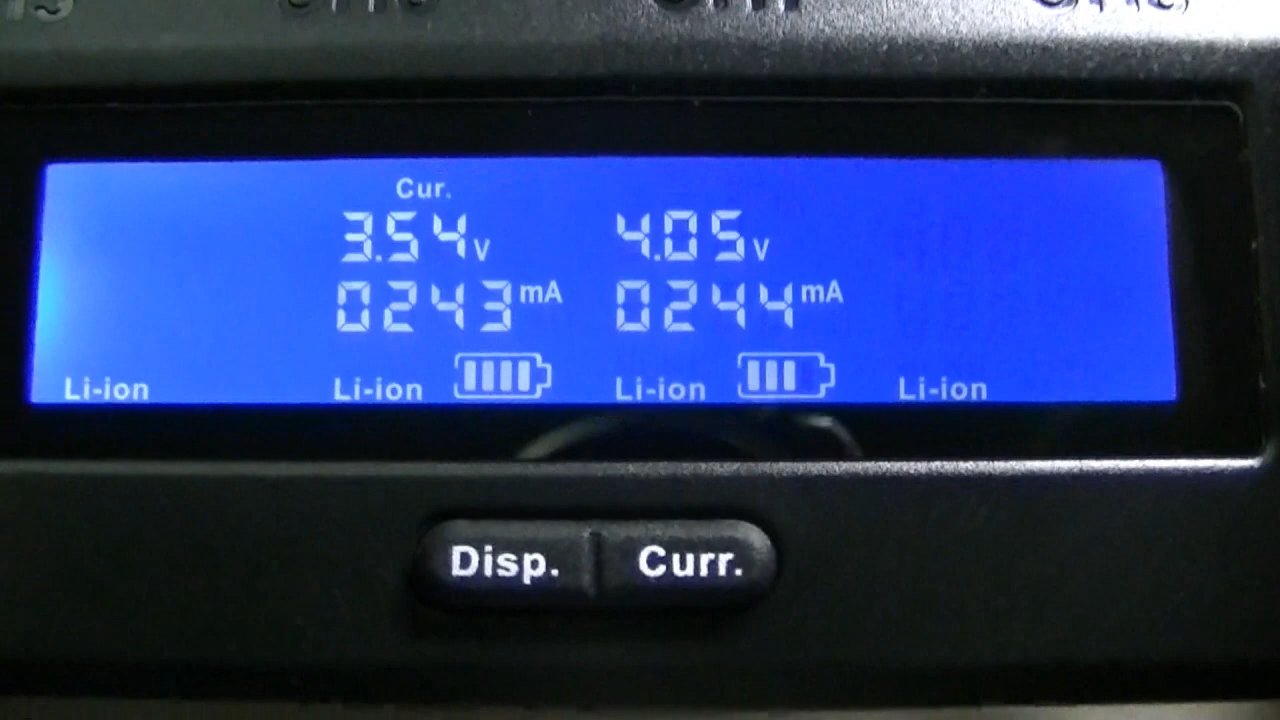 Cur.
3.54V 4.05V
0243mA 0244mA
Li-ion Li-ion Li-ion Li-ion
Disp. Curr.